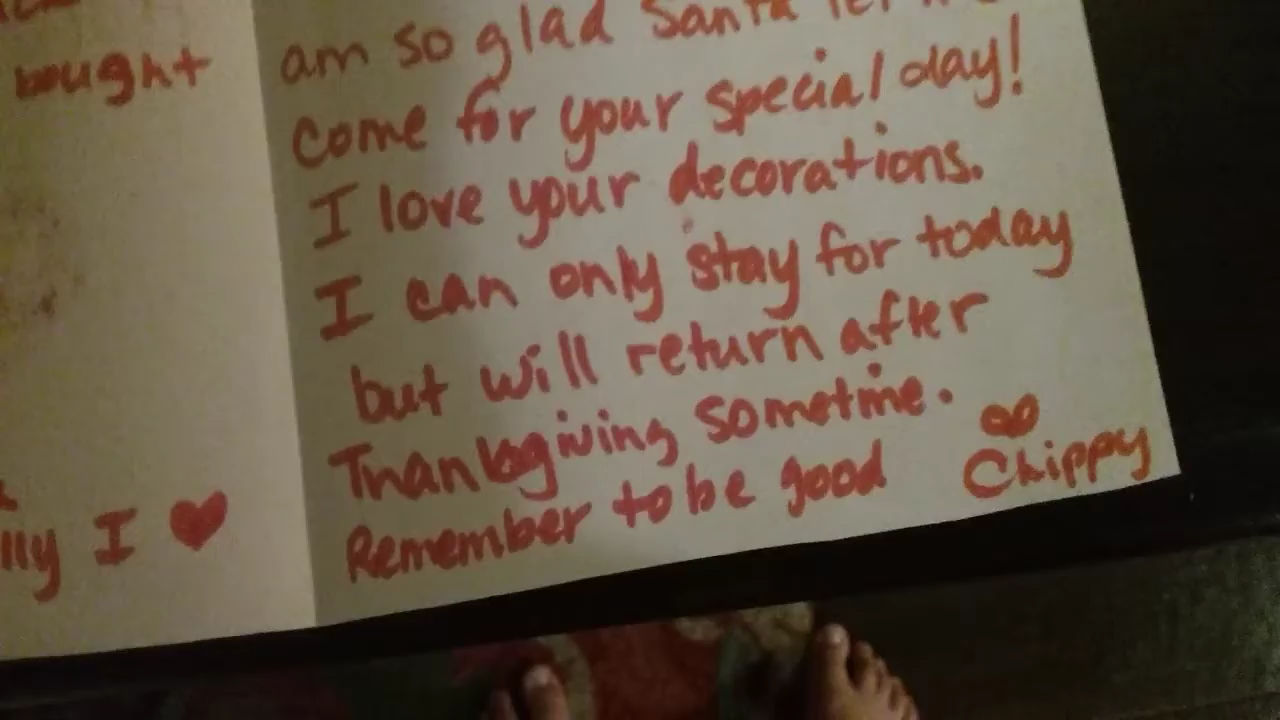 bought
lly I ❤
am so glad Santa let
come for your special day!
I love your decorations.
I can only stay for today
but will return after
Thanksgiving sometime.
Remember to be good
Chippy